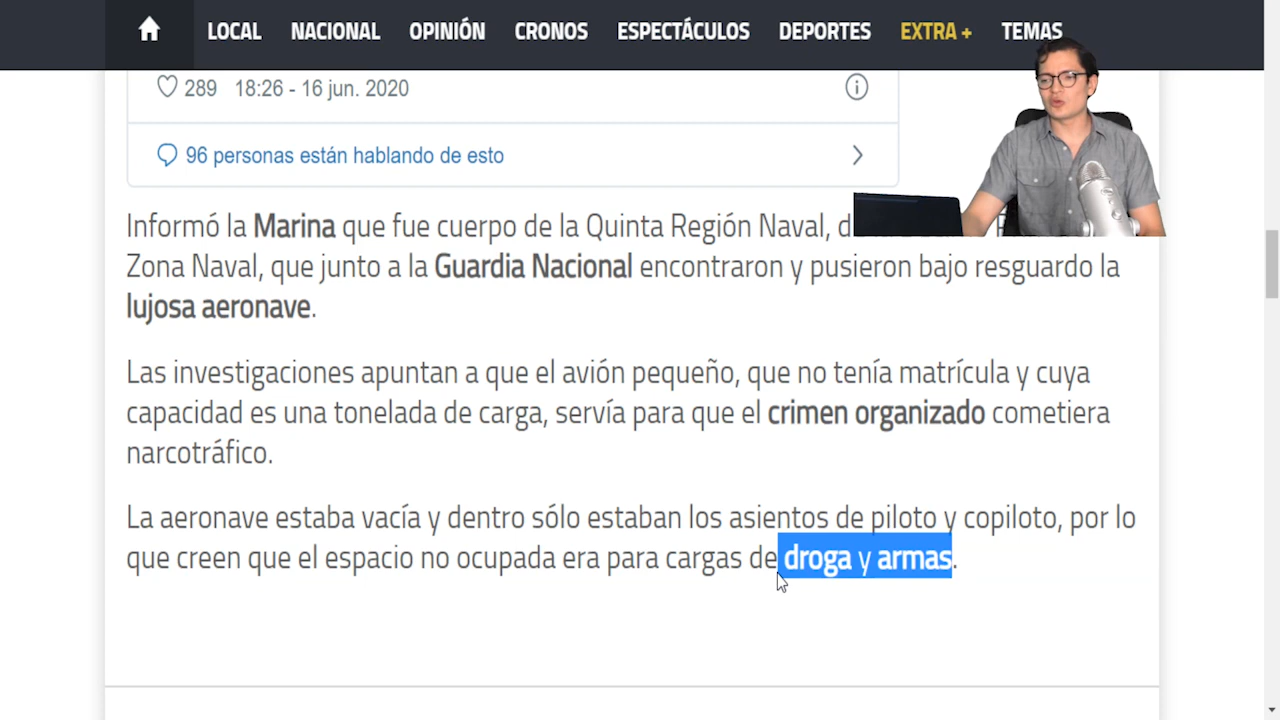 LOCAL NACIONAL OPINIÓN CRONOS ESPECTÁCULOS DEPORTES EXTRA + TEMAS
289 18:26 - 16 jun. 2020
96 personas están hablando de esto
Informó la Marina que fue cuerpo de la Quinta Región Naval,
Zona Naval, que junto a la Guardia Nacional encontraron y pusieron bajo resguardo la
lujosa aeronave.
Las investigaciones apuntan a que el avión pequeño, que no tenía matrícula y cuya
capacidad es una tonelada de carga, servía para que el crimen organizado cometiera
narcotráfico.
La aeronave estaba vacía y dentro sólo estaban los asientos de piloto y copiloto, por lo
que creen que el espacio no ocupada era para cargas de droga y armas.